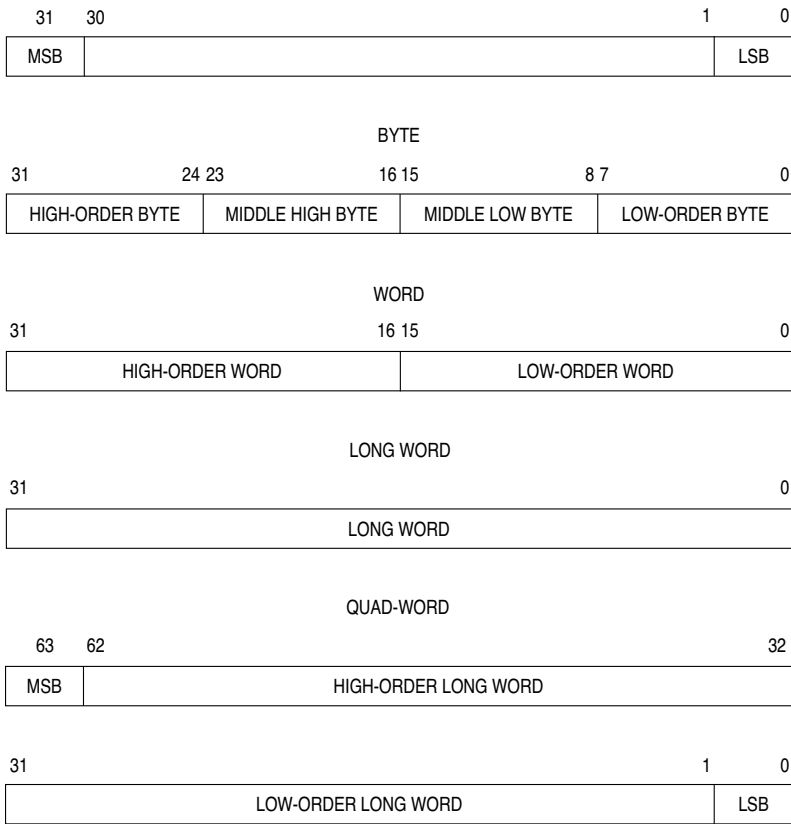 31 30 1 0
MSB LSB
BYTE
31 24 23 16 15 8 7 0
HIGH-ORDER BYTE MIDDLE HIGH BYTE MIDDLE LOW BYTE LOW-ORDER BYTE
WORD
31 16 15 0
HIGH-ORDER WORD LOW-ORDER WORD
LONG WORD
31 0
LONG WORD
QUAD-WORD
63 62 32
MSB HIGH-ORDER LONG WORD
31 1 0
LOW-ORDER LONG WORD LSB